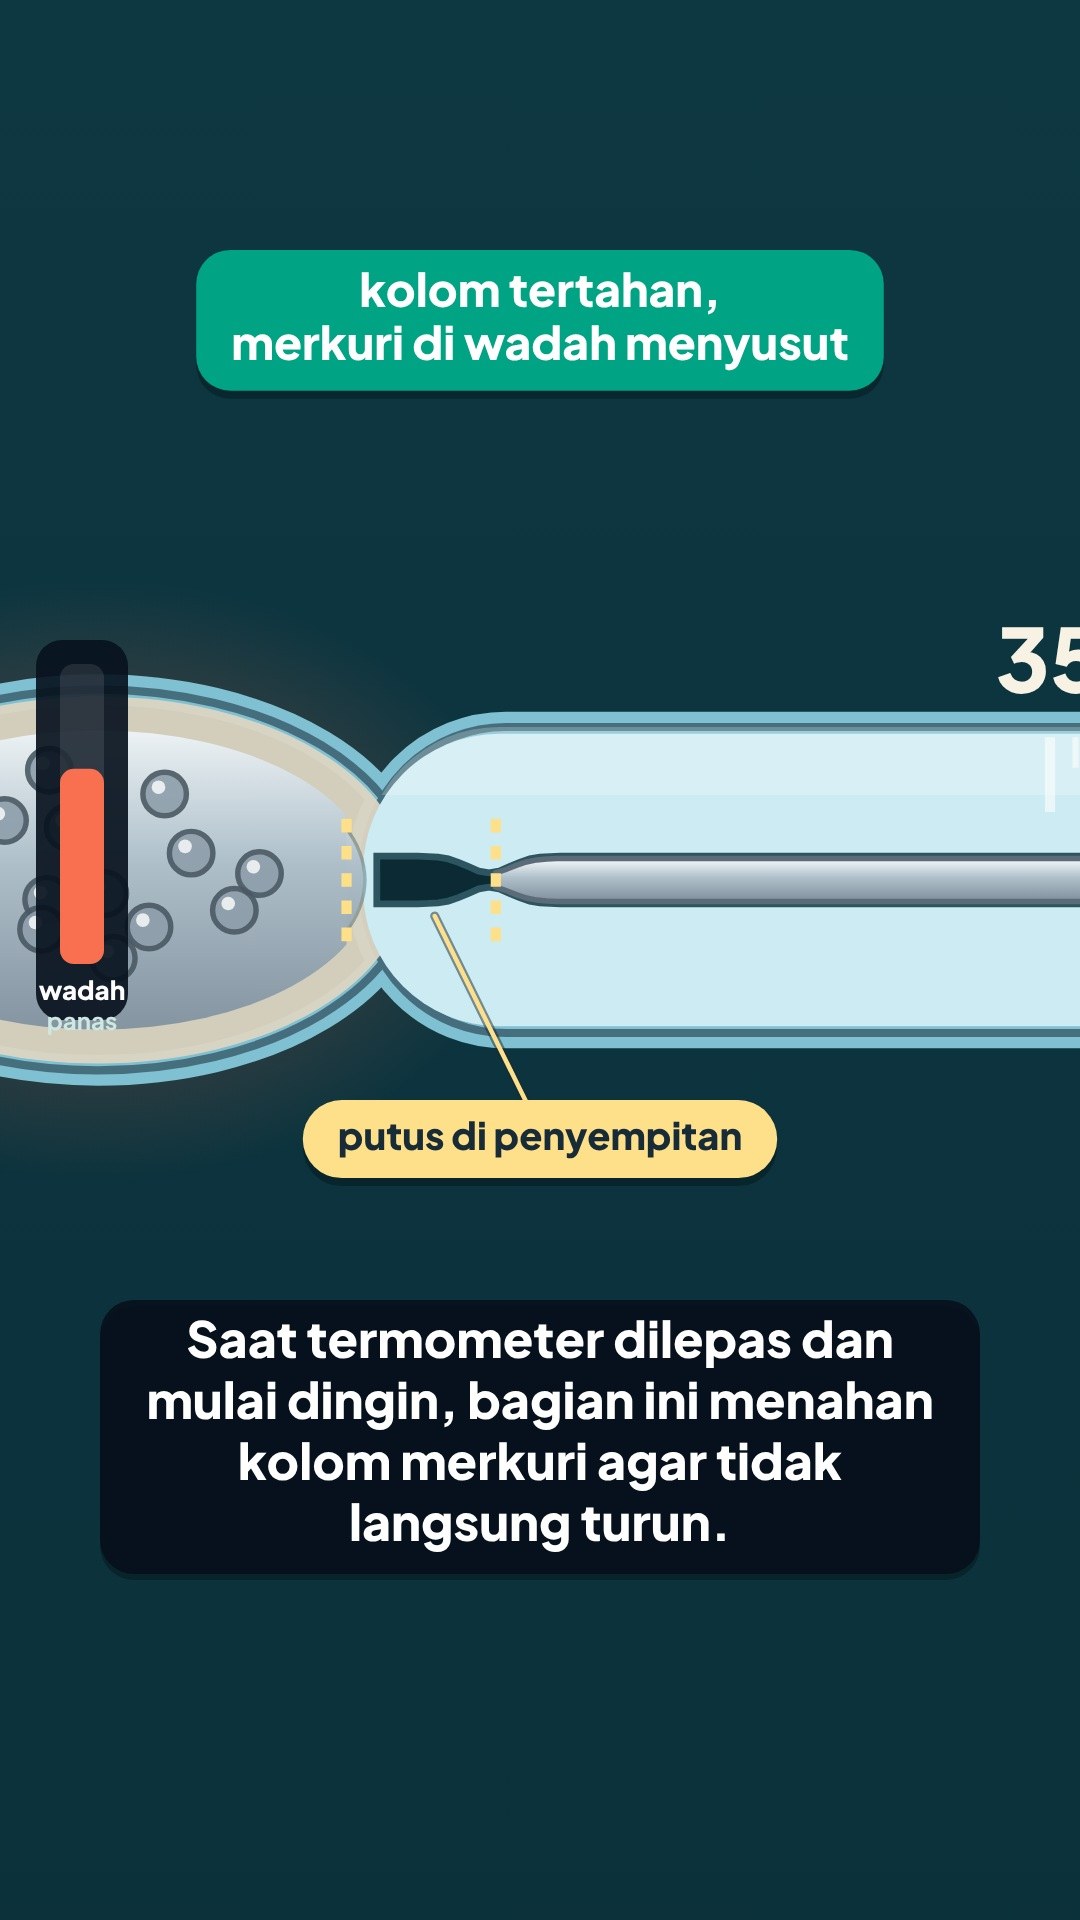 kolom tertahan,
merkuri di wadah menyusut
35
wadah
panas
putus di penyempitan
Saat termometer dilepas dan
mulai dingin, bagian ini menahan
kolom merkuri agar tidak
langsung turun.